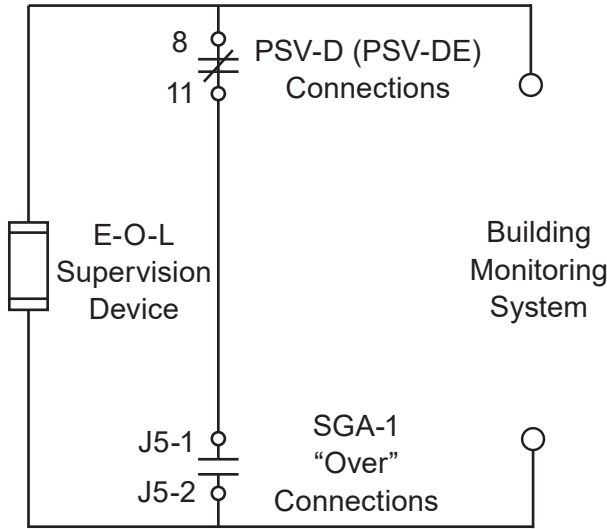 8
PSV-D (PSV-DE)
11
Connections
E-O-L
Supervision
Device
Building
Monitoring
System
J5-1
SGA-1
“Over”
J5-2
Connections